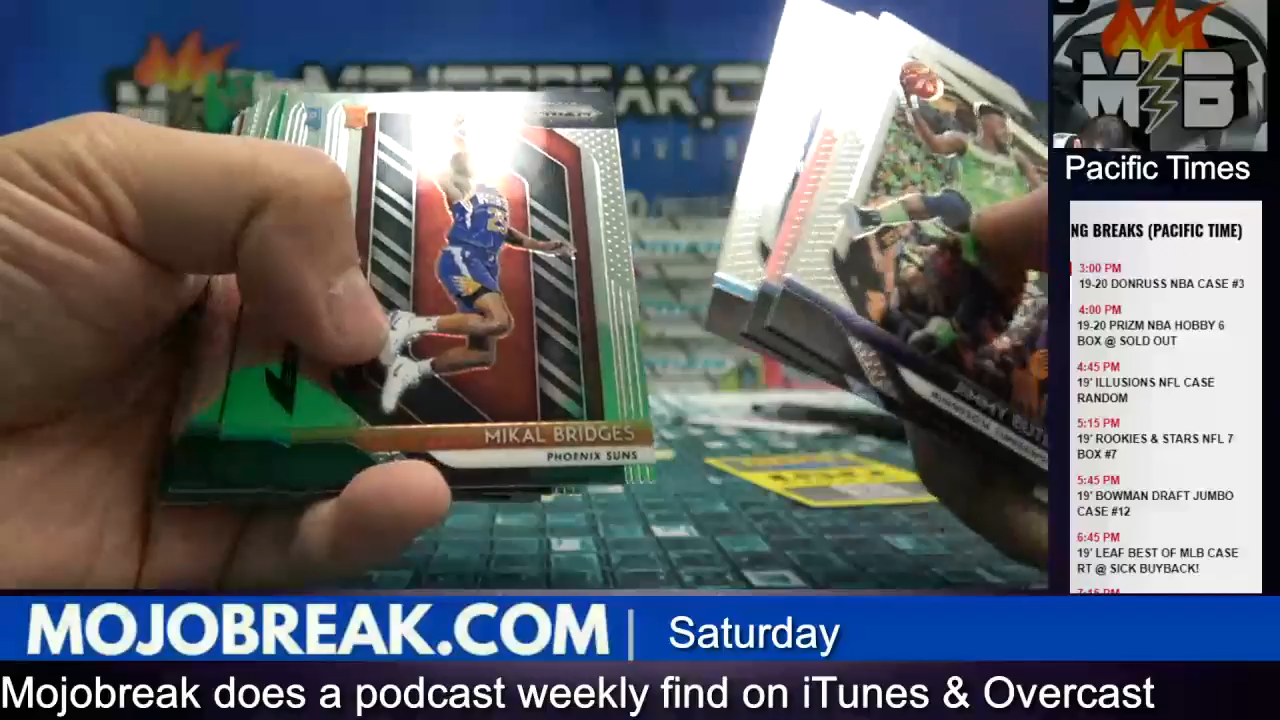 MOJOBREAK.C
IVE
MIKAL BRIDGES
PHOENIX SUNS
JIMMY BUT
M B
Pacific Times
NG BREAKS (PACIFIC TIME)
3:00 PM
19-20 DONRUSS NBA CASE #3
4:00 PM
19-20 PRIZM NBA HOBBY 6
BOX @ SOLD OUT
4:45 PM
19' ILLUSIONS NFL CASE
RANDOM
5:15 PM
19' ROOKIES & STARS NFL 7
BOX #7
5:45 PM
19' BOWMAN DRAFT JUMBO
CASE #12
6:45 PM
19' LEAF BEST OF MLB CASE
RT @ SICK BUYBACK!
MOJOBREAK.COM | Saturday
Mojobreak does a podcast weekly find on iTunes & Overcast